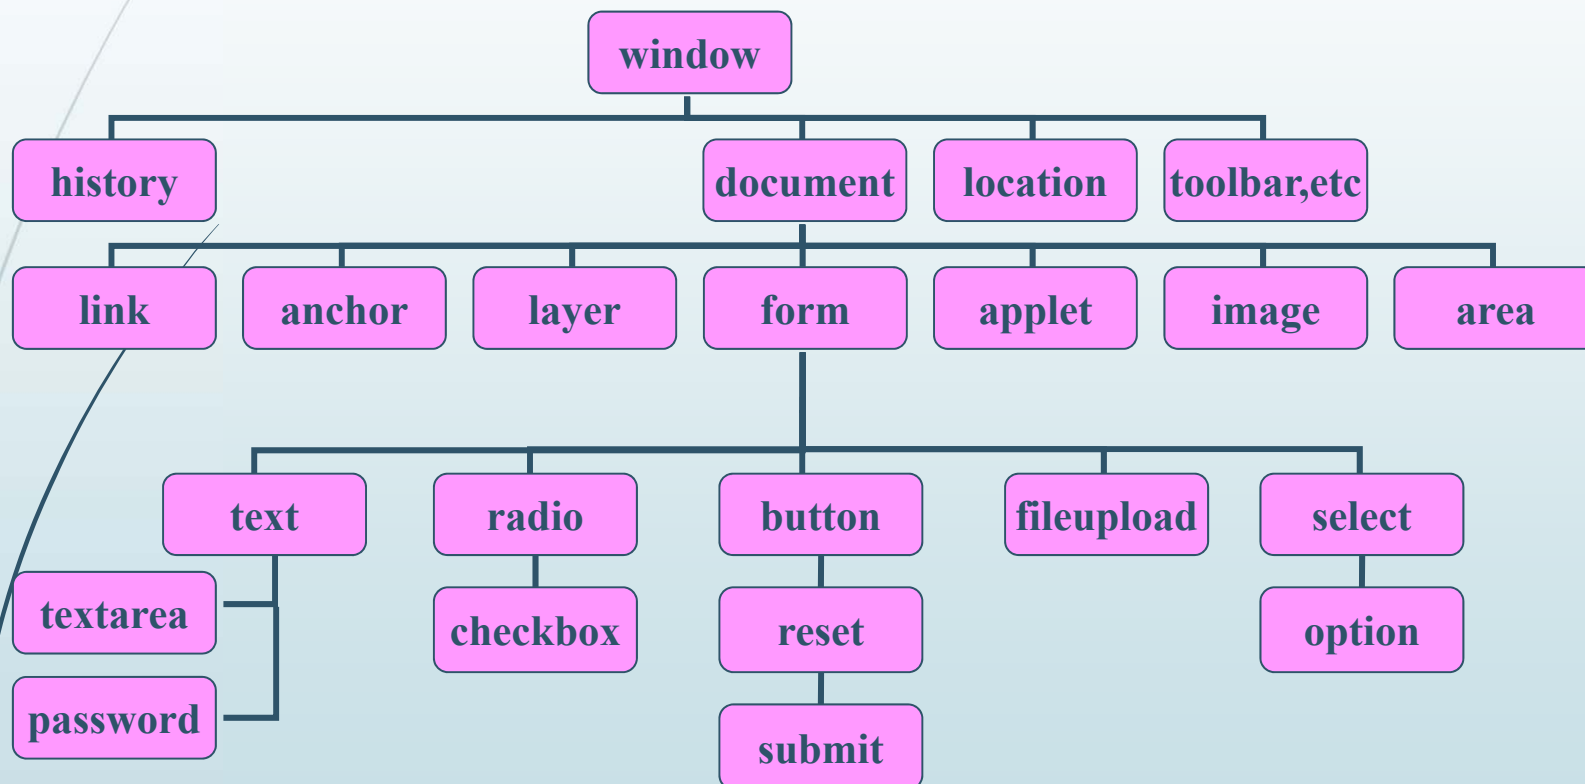 window
history
document
location
toolbar,etc
link
anchor
layer
form
applet
image
area
text
radio
button
fileupload
select
textarea
checkbox
reset
option
password
submit